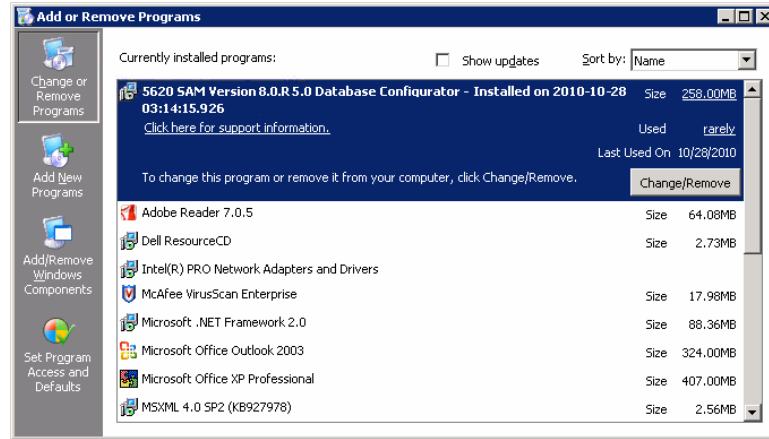 Add or Remove Programs
Change or
Remove
Programs
Add New
Programs
Add/Remove
Windows
Components
Set Program
Access and
Defaults
Currently installed programs:
Show updates
Sort by: Name
5620 SAM Version 8.0.R5.0 Database Configurator - Installed on 2010-10-28 Size 258.00MB
03:14:15.926
Click here for support information. Used rarely
Last Used On 10/28/2010
To change this program or remove it from your computer, click Change/Remove. Change/Remove
Adobe Reader 7.0.5 Size 64.08MB
Dell ResourceCD Size 2.73MB
Intel(R) PRO Network Adapters and Drivers
McAfee VirusScan Enterprise Size 17.98MB
Microsoft .NET Framework 2.0 Size 88.36MB
Microsoft Office Outlook 2003 Size 324.00MB
Microsoft Office XP Professional Size 407.00MB
MSXML 4.0 SP2 (KB927978) Size 2.56MB